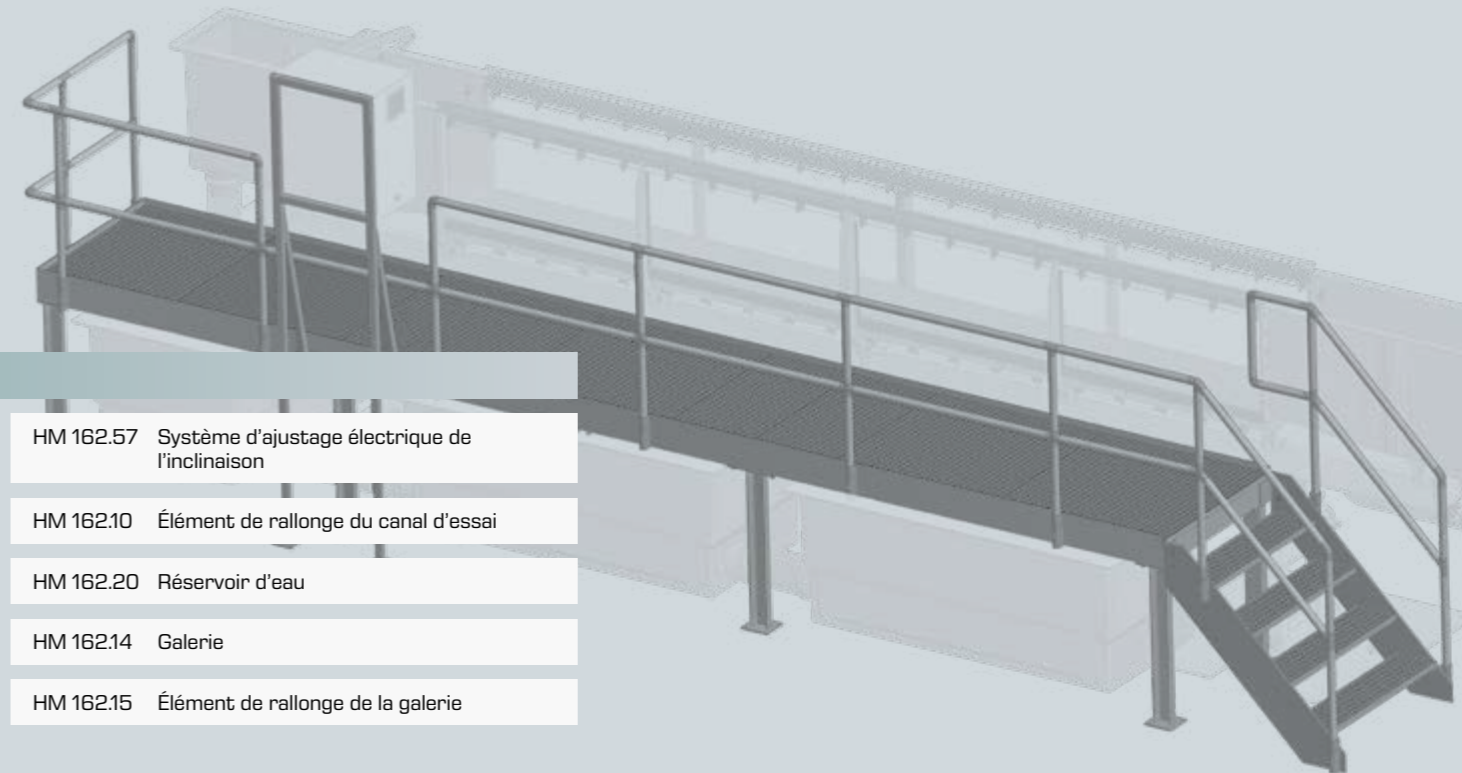 HM 162.57 Système d'ajustage électrique de
l'inclinaison
HM 162.10 Élément de rallonge du canal d'essai
HM 162.20 Réservoir d'eau
HM 162.14 Galerie
HM 162.15 Élément de rallonge de la galerie